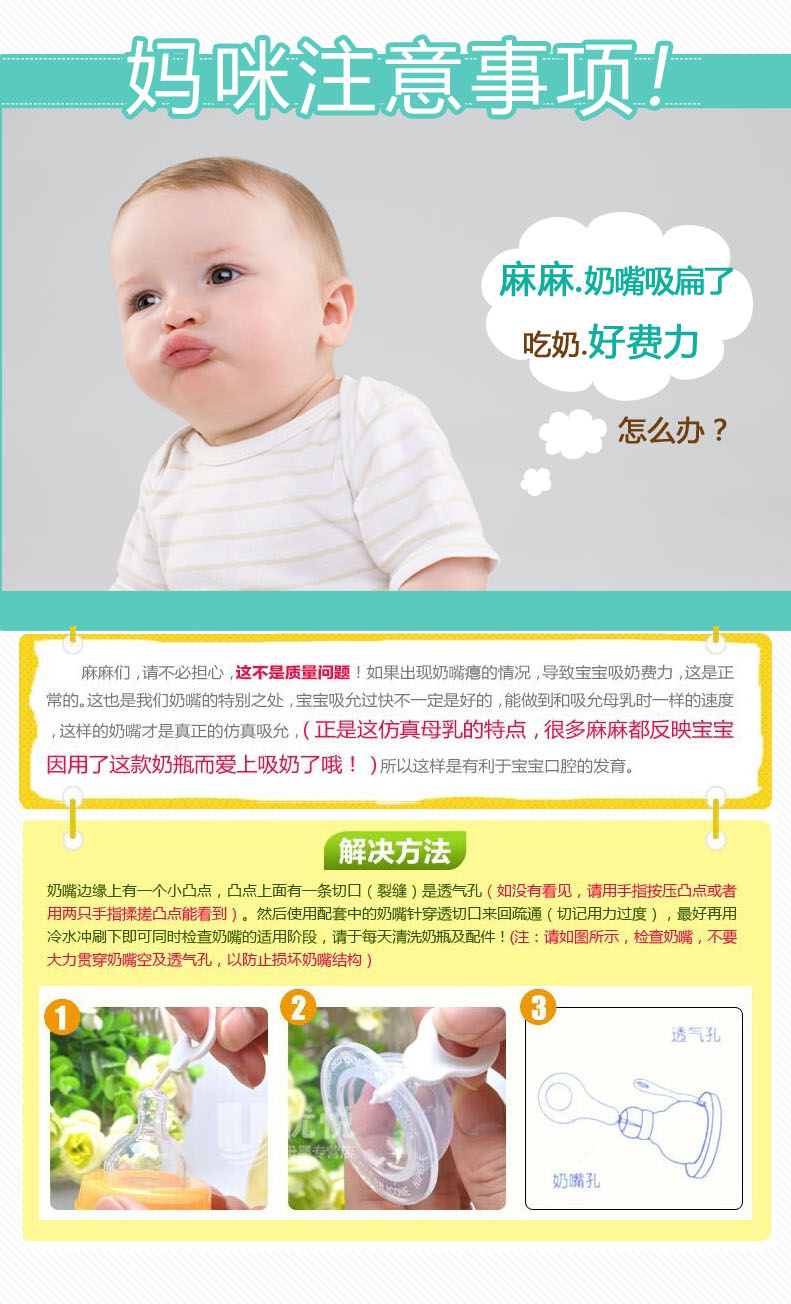 妈咪注意事项!
麻麻.奶嘴吸扁了
吃奶.好费力
怎么办？
麻麻们，请不必担心，这不是质量问题！如果出现奶嘴瘪的情况，导致宝宝吸奶费力，这是正
常的。这也是我们奶嘴的特别之处，宝宝吸允过快不一定是好的，能做到和吸允母乳时一样的速度
，这样的奶嘴才是真正的仿真吸允，（正是这仿真母乳的特点，很多麻麻都反映宝宝
因用了这款奶瓶而爱上吸奶了哦！）所以这样是有利于宝宝口腔的发育。
解决方法
奶嘴边缘上有一个小凸点，凸点上面有一条切口（裂缝）是透气孔（如没有看见，请用手指按压凸点或者
用两只手指揉搓凸点能看到）。然后使用配套中的奶嘴针穿透切口来回疏通（切记用力过度），最好再用
冷水冲刷下即可同时检查奶嘴的适用阶段，请于每天清洗奶瓶及配件！(注：请如图所示，检查奶嘴，不要
大力贯穿奶嘴空及透气孔，以防止损坏奶嘴结构）
1
2
3
透气孔
奶嘴孔